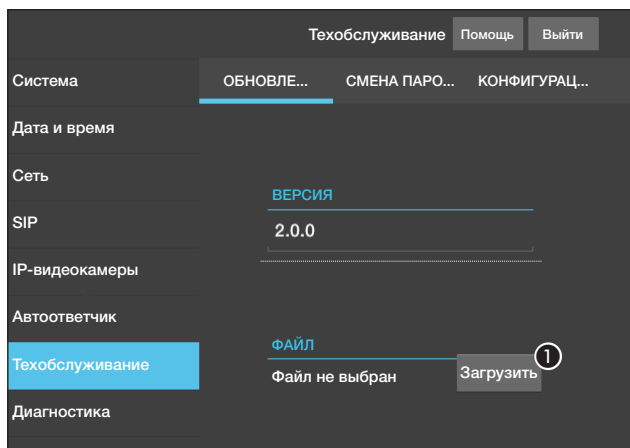 Техобслуживание Помощь Выйти
Система
ОБНОВЛЕ... СМЕНА ПАРО... КОНФИГУРАЦ...
Дата и время
Сеть
ВЕРСИЯ
SIP
2.0.0
IP-видеокамеры
Автоответчик
ФАЙЛ
Техобслуживание
Файл не выбран Загрузить 1
Диагностика